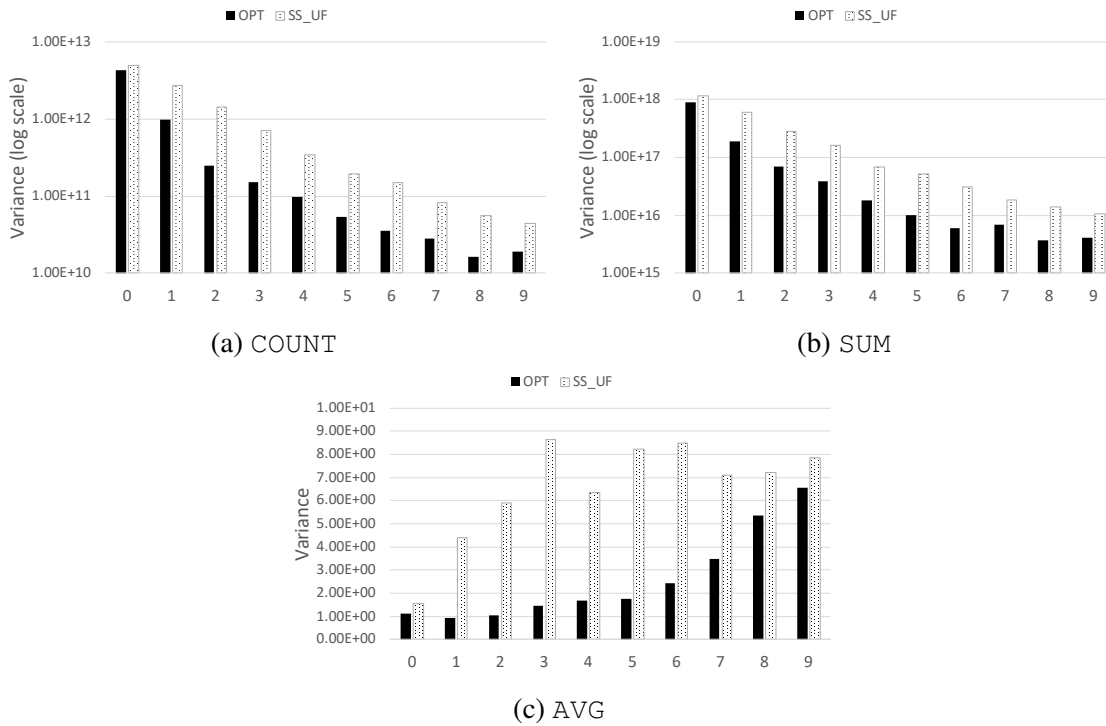 OPT SS_UF
1.00E+13
1.00E+12
1.00E+11
1.00E+10
Variance (log scale)
0 1 2 3 4 5 6 7 8 9
(a) COUNT
OPT SS_UF
1.00E+19
1.00E+18
1.00E+17
1.00E+16
1.00E+15
Variance (log scale)
0 1 2 3 4 5 6 7 8 9
(b) SUM
OPT SS_UF
1.00E+01
9.00E+00
8.00E+00
7.00E+00
6.00E+00
5.00E+00
4.00E+00
3.00E+00
2.00E+00
1.00E+00
0.00E+00
Variance
0 1 2 3 4 5 6 7 8 9
(c) AVG